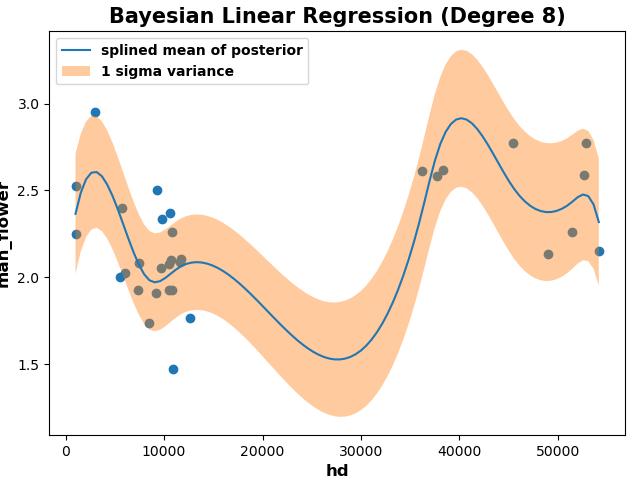 Bayesian Linear Regression (Degree 8)
splined mean of posterior
1 sigma variance
3.0
2.5
2.0
1.5
man_flower
0 10000 20000 30000 40000 50000
hd